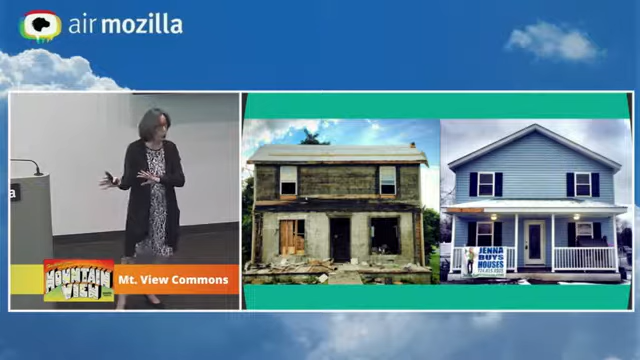 air mozilla
JENNA
BUYS
HOUSES
MOUNTAIN
VIEW
Mt. View Commons